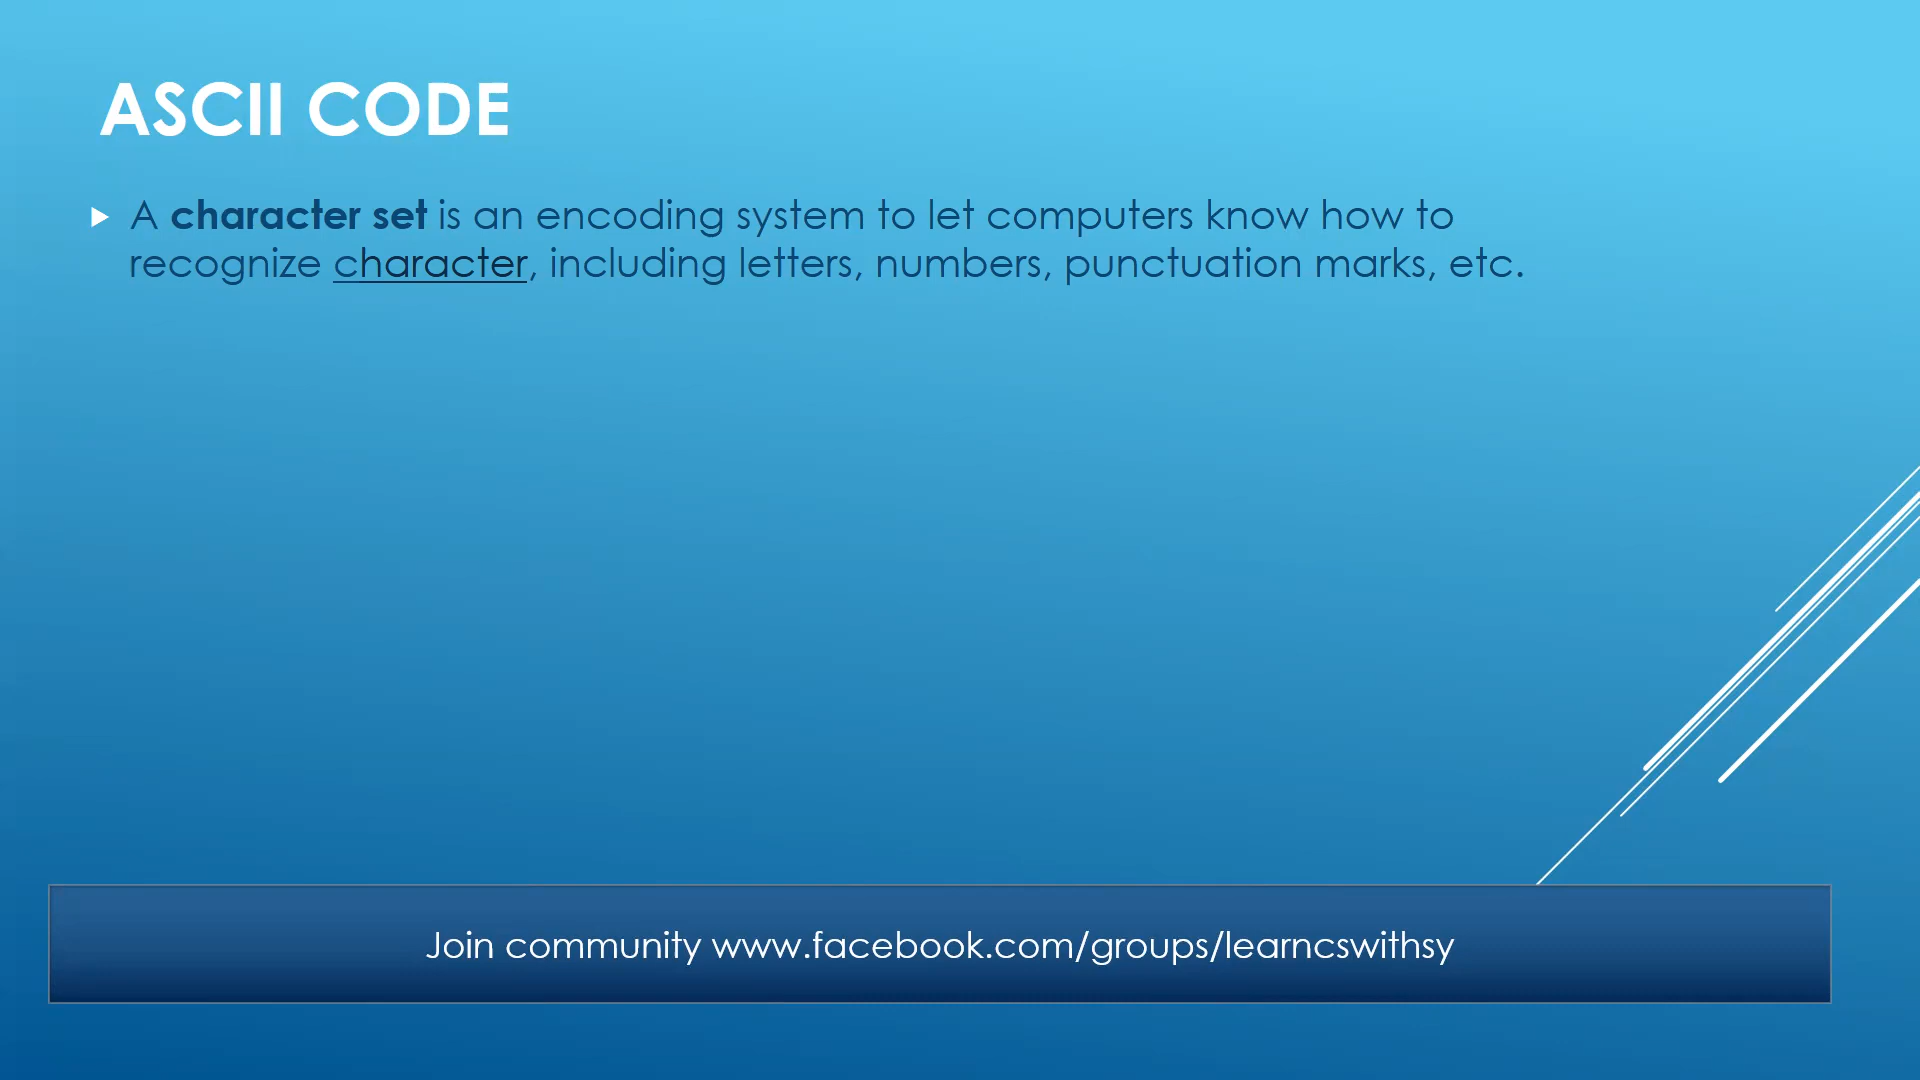 ASCII CODE
A character set is an encoding system to let computers know how to
recognize character, including letters, numbers, punctuation marks, etc.
Join community www.facebook.com/groups/learncswithsy